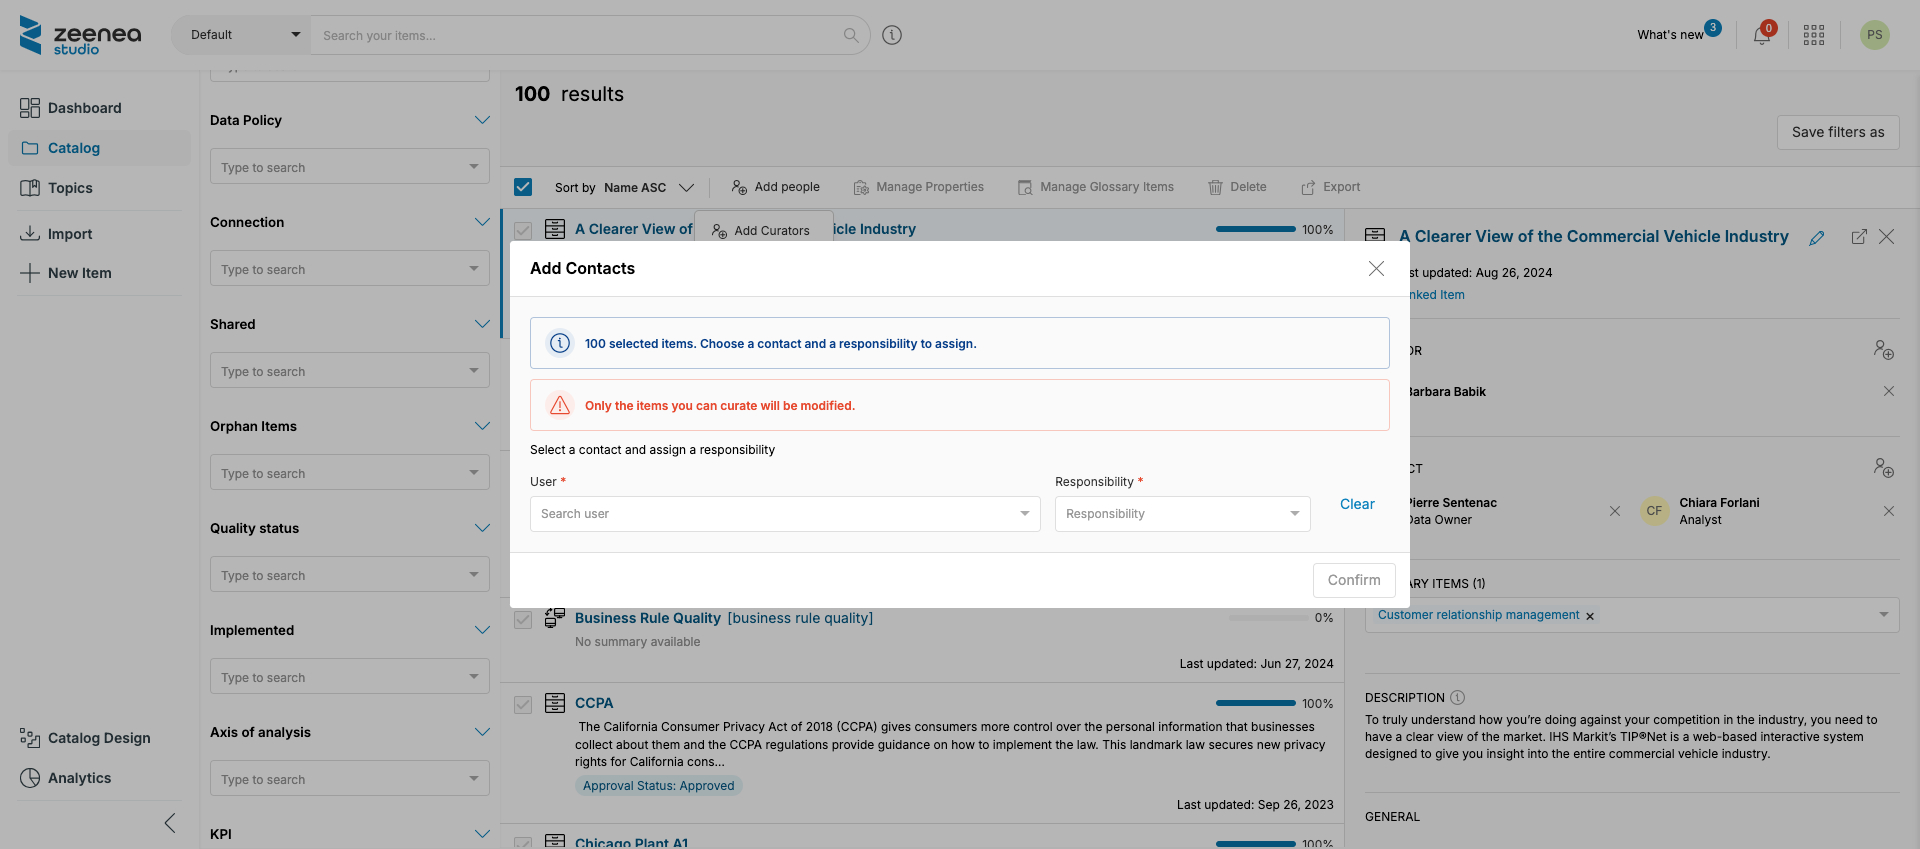 zeenea
studio
Default
Search your items...
What's new
3
0
PS
Dashboard
Catalog
Topics
Import
New Item
Catalog Design
Analytics
Data Policy
Type to search
Connection
Type to search
Shared
Type to search
Orphan Items
Type to search
Quality status
Type to search
Implemented
Type to search
Axis of analysis
Type to search
KPI
100 results
Save filters as
Sort by Name ASC
Add people
Manage Properties
Manage Glossary Items
Delete
Export
A Clearer View of
icle Industry
100%
Add Curators
Add Contacts
100 selected items. Choose a contact and a responsibility to assign.
Only the items you can curate will be modified.
Select a contact and assign a responsibility
User *
Search user
Responsibility *
Responsibility
Clear
Confirm
Business Rule Quality [business rule quality]
0%
No summary available
Last updated: Jun 27, 2024
CCPA
100%
The California Consumer Privacy Act of 2018 (CCPA) gives consumers more control over the personal information that businesses
collect about them and the CCPA regulations provide guidance on how to implement the law. This landmark law secures new privacy
rights for California cons...
Approval Status: Approved
Last updated: Sep 26, 2023
Chicago Plant A1
100%
A Clearer View of the Commercial Vehicle Industry
st updated: Aug 26, 2024
nked Item
OR
Barbara Babik
CT
Pierre Sentenac
Data Owner
CF
Chiara Forlani
Analyst
ARY ITEMS (1)
Customer relationship management
DESCRIPTION
To truly understand how you're doing against your competition in the industry, you need to
have a clear view of the market. IHS Markit's TIP®Net is a web-based interactive system
designed to give you insight into the entire commercial vehicle industry.
GENERAL